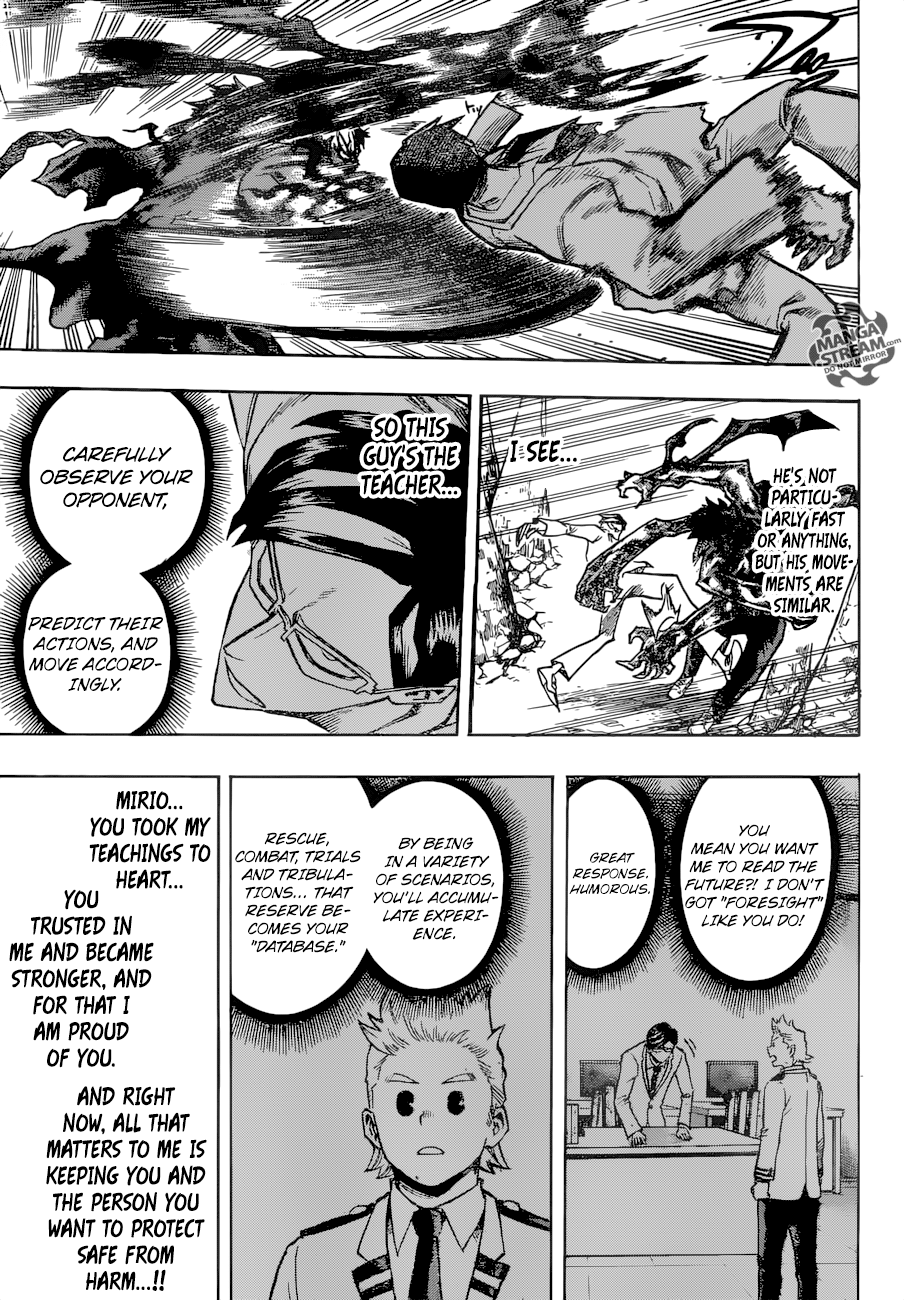 MANGA
STREAM.com
DO NOT MIRROR
I SEE...
HE'S NOT
PARTICU-
LARLY FAST
OR ANYTHING,
BUT HIS MOVE-
MENTS ARE
SIMILAR.
SO THIS
GUY'S THE
TEACHER...
CAREFULLY
OBSERVE YOUR
OPPONENT,
PREDICT THEIR
ACTIONS, AND
MOVE ACCORD-
INGLY.
YOU
MEAN YOU WANT
ME TO READ THE
FUTURE?! I DON'T
GOT "FORESIGHT"
LIKE YOU DO!
GREAT
RESPONSE.
HUMOROUS.
BY BEING
IN A VARIETY
OF SCENARIOS,
YOU'LL ACCUMU-
LATE EXPERI-
ENCE.
RESCUE,
COMBAT, TRIALS
AND TRIBULA-
TIONS... THAT
RESERVE BE-
COMES YOUR
"DATABASE."
MIRIO...
YOU TOOK MY
TEACHINGS TO
HEART...
YOU
TRUSTED IN
ME AND BECAME
STRONGER, AND
FOR THAT I
AM PROUD
OF YOU.
AND RIGHT
NOW, ALL THAT
MATTERS TO ME IS
KEEPING YOU AND
THE PERSON YOU
WANT TO PROTECT
SAFE FROM
HARM...!!